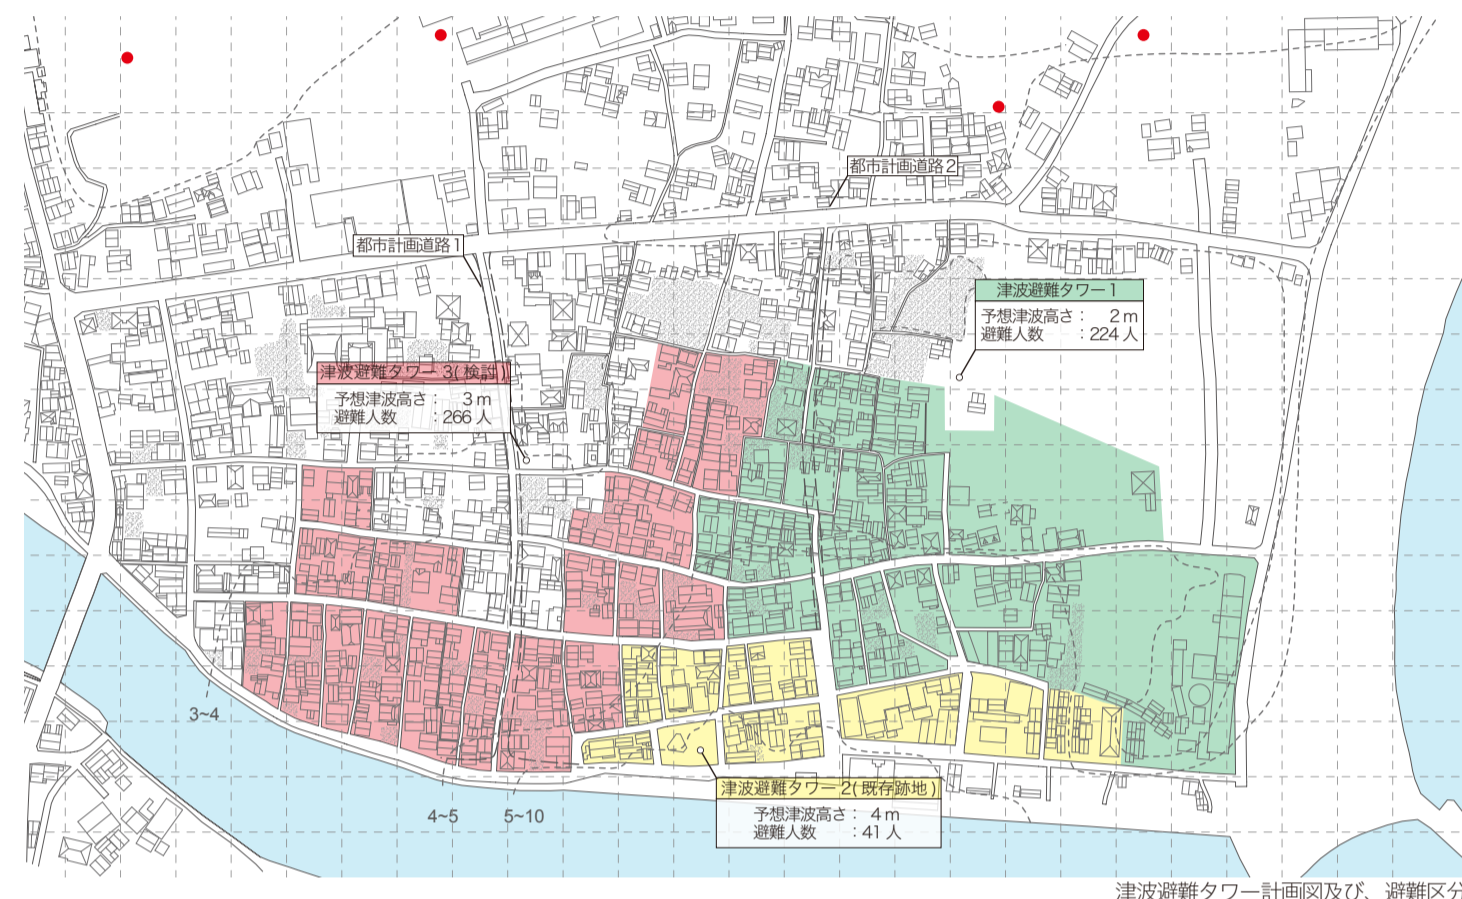 都市計画道路2
都市計画道路1
津波避難タワー1
予想津波高さ： 2m
避難人数 ：224人
津波避難タワー3(検討)
予想津波高さ： 3m
避難人数 ：266人
3~4
4~5
5~10
津波避難タワー2(既存跡地)
予想津波高さ： 4m
避難人数 ：41人
津波避難タワー計画図及び、避難区分